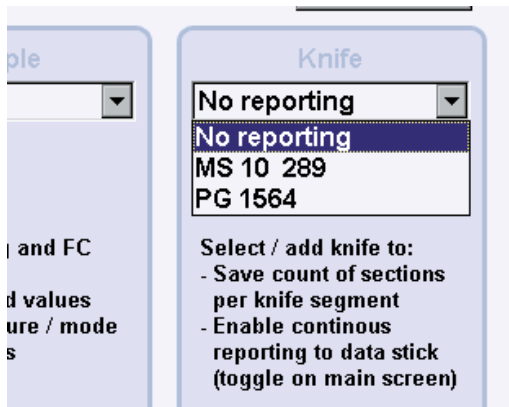 Knife
No reporting
No reporting
MS 10 289
PG 1564
and FC
values
/ mode
Select / add knife to:
- Save count of sections
per knife segment
- Enable continous
reporting to data stick
(toggle on main screen)